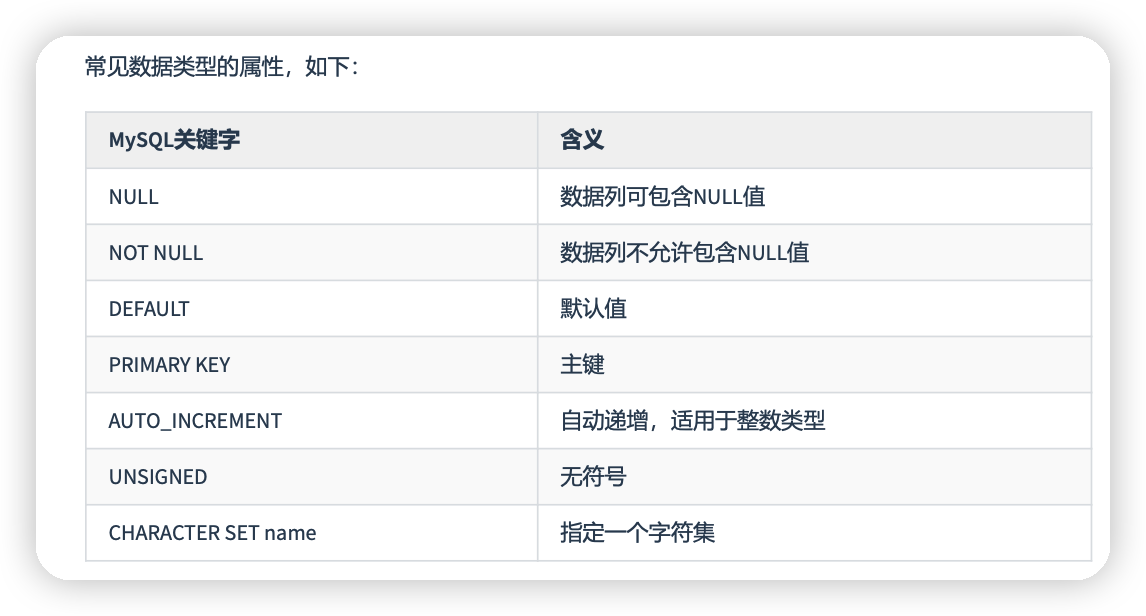 常见数据类型的属性，如下：
MySQL关键字 含义
NULL 数据列可包含NULL值
NOT NULL 数据列不允许包含NULL值
DEFAULT 默认值
PRIMARY KEY 主键
AUTO_INCREMENT 自动递增，适用于整数类型
UNSIGNED 无符号
CHARACTER SET name 指定一个字符集